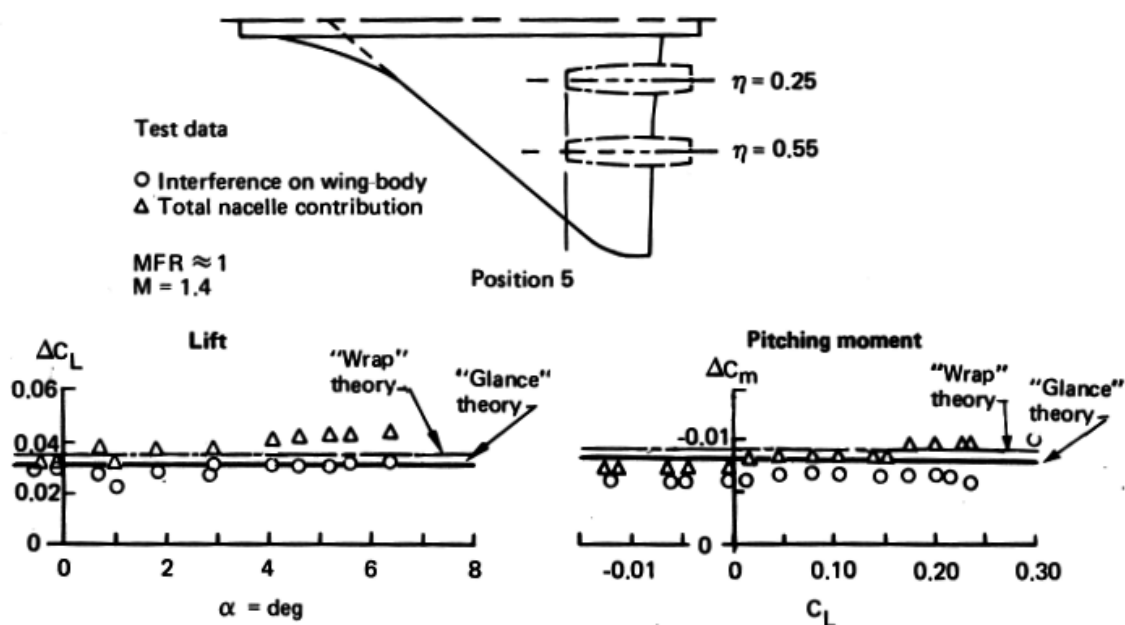 η = 0.25
Test data
η = 0.55
O Interference on wing-body
Δ Total nacelle contribution
MFR ≈ 1
M = 1.4
Position 5
Lift
Pitching moment
ΔC_L
"Wrap"
theory
"Glance"
theory
0.06
0.04
0.02
0
0 2 4 6 8
α = deg
ΔC_m
"Wrap"
theory
"Glance"
theory
-0.01
0
-0.01 0 0.10 0.20 0.30
C_L